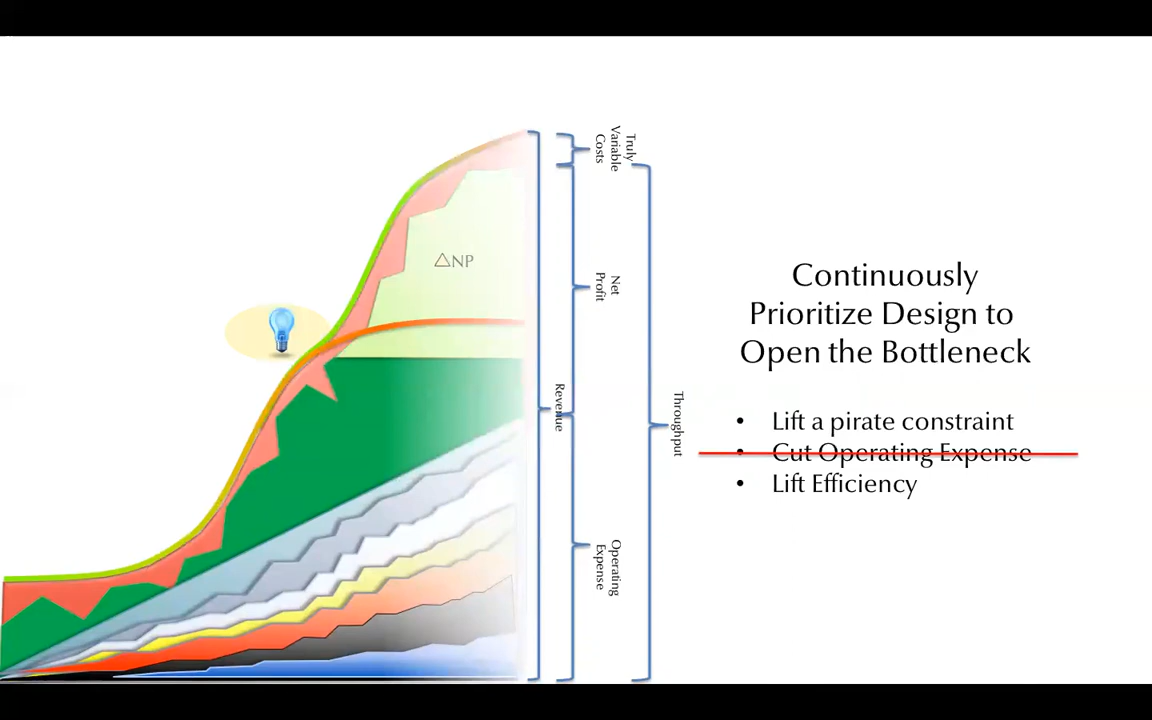 Truly
Variable
Costs
△NP
Net
Profit
Revenue
Throughput
Operating
Expense
Continuously
Prioritize Design to
Open the Bottleneck
• Lift a pirate constraint
• Cut Operating Expense
• Lift Efficiency